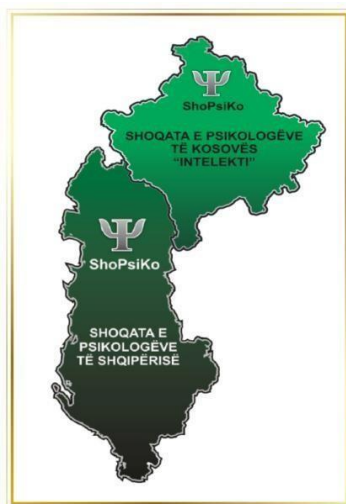 Ψ
ShoPsiKo
SHOQATA E PSIKOLOGËVE
TË KOSOVËS
"INTELEKTI"
Ψ
ShoPsiKo
SHOQATA E
PSIKOLOGËVE
TË SHQIPËRISË